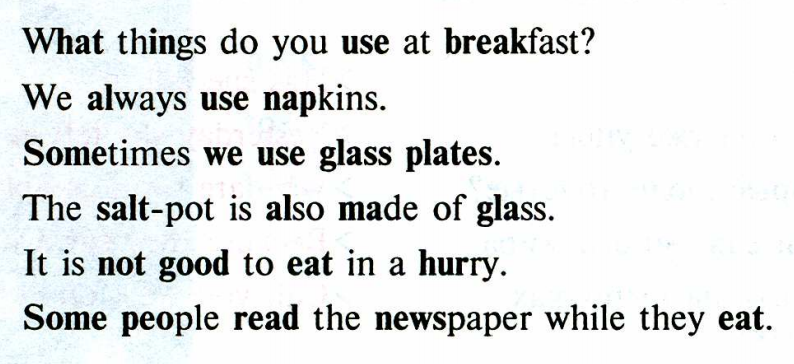 What things do you use at breakfast?
We always use napkins.
Sometimes we use glass plates.
The salt-pot is also made of glass.
It is not good to eat in a hurry.
Some people read the newspaper while they eat.